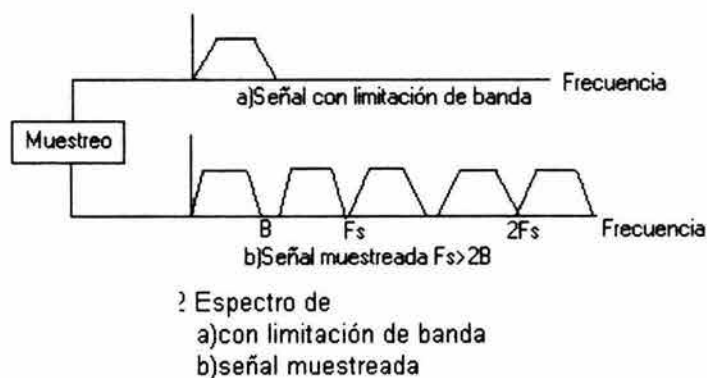 Frecuencia
a)Señal con limitación de banda
Muestreo
B
Fs
2Fs
Frecuencia
b)Señal muestreada Fs>2B
2 Espectro de
a)con limitación de banda
b)señal muestreada